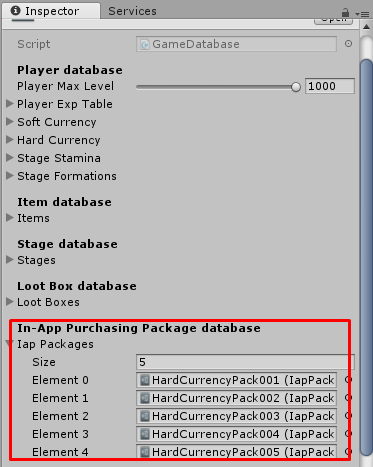 Inspector
Services
Open
Script GameDatabase
Player database
Player Max Level 1000
Player Exp Table
Soft Currency
Hard Currency
Stage Stamina
Stage Formations
Item database
Items
Stage database
Stages
Loot Box database
Loot Boxes
In-App Purchasing Package database
Iap Packages
Size 5
Element 0 HardCurrencyPack001 (IapPack
Element 1 HardCurrencyPack002 (IapPack
Element 2 HardCurrencyPack003 (IapPack
Element 3 HardCurrencyPack004 (IapPack
Element 4 HardCurrencyPack005 (IapPack